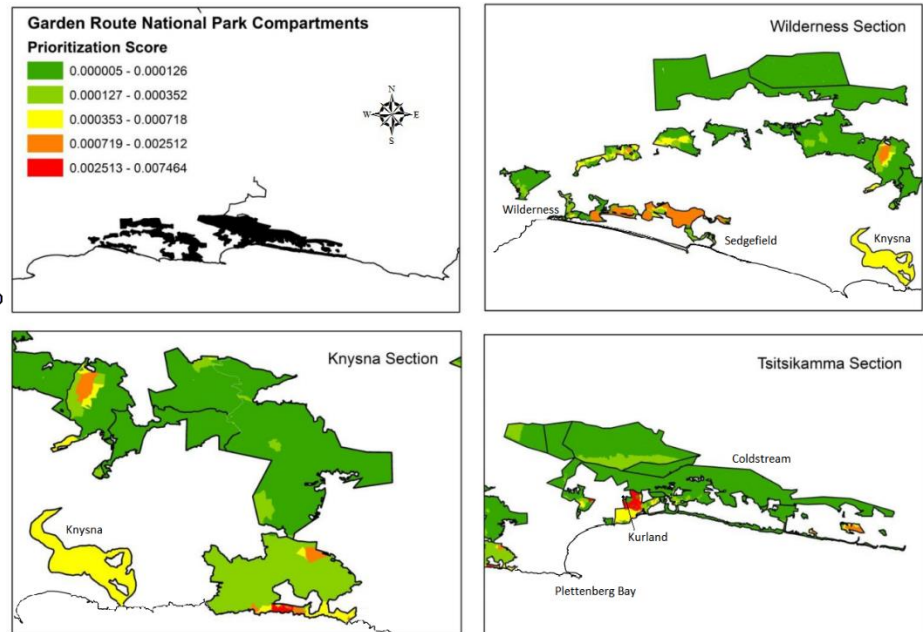 Garden Route National Park Compartments
Prioritization Score
0.000005 - 0.000126
0.000127 - 0.000352
0.000353 - 0.000718
0.000719 - 0.002512
0.002513 - 0.007464
N
W E
S
Wilderness Section
Wilderness
Sedgefield
Knysna
Knysna Section
Knysna
Tsitsikamma Section
Coldstream
Kurland
Plettenberg Bay